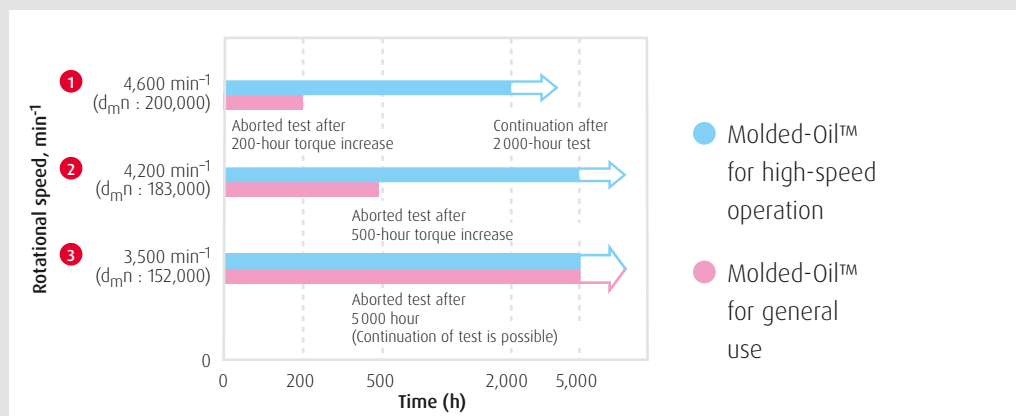 Rotational speed, min-1
1
4,600 min–1
(dmn : 200,000)
Aborted test after
200-hour torque increase
Continuation after
2 000-hour test
2
4,200 min–1
(dmn : 183,000)
Aborted test after
500-hour torque increase
3
3,500 min–1
(dmn : 152,000)
Aborted test after
5 000 hour
(Continuation of test is possible)
0
0 200 500 2,000 5,000
Time (h)
Molded-Oil™
for high-speed
operation
Molded-Oil™
for general
use